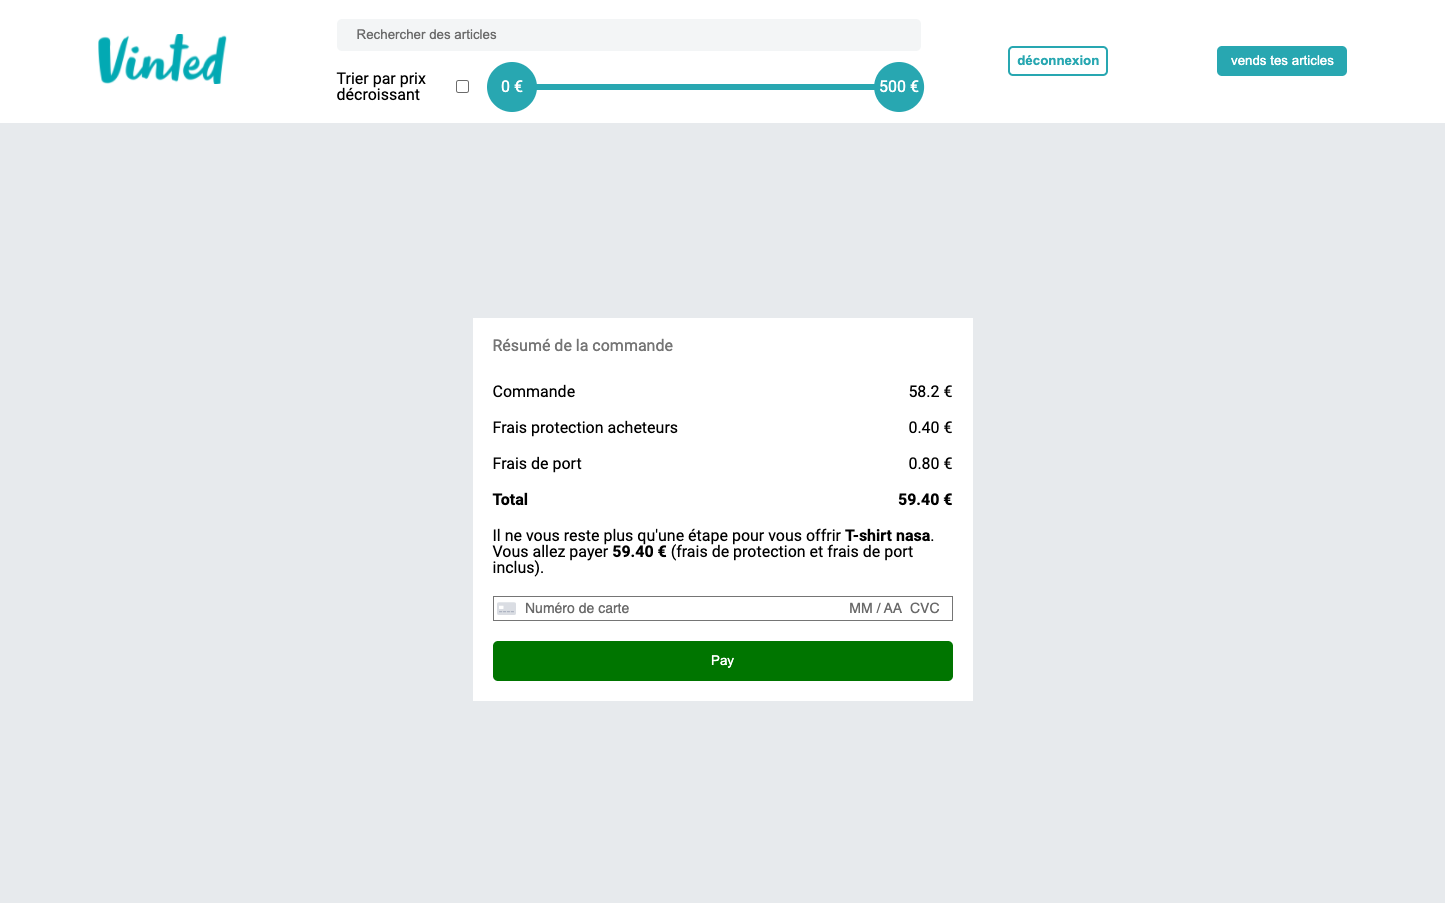 Vinted
Rechercher des articles
Trier par prix
décroissant
0 €
500 €
déconnexion
vends tes articles
Résumé de la commande
Commande 58.2 €
Frais protection acheteurs 0.40 €
Frais de port 0.80 €
Total 59.40 €
Il ne vous reste plus qu'une étape pour vous offrir T-shirt nasa.
Vous allez payer 59.40 € (frais de protection et frais de port
inclus).
Numéro de carte MM / AA CVC
Pay